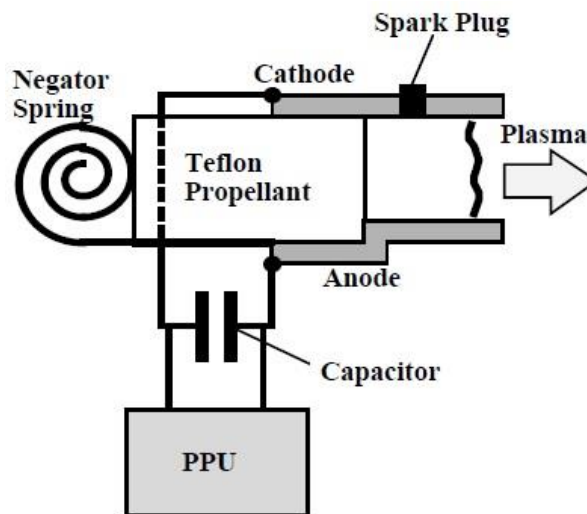 Spark Plug
Negator
Spring
Cathode
Plasma
Teflon
Propellant
Anode
Capacitor
PPU